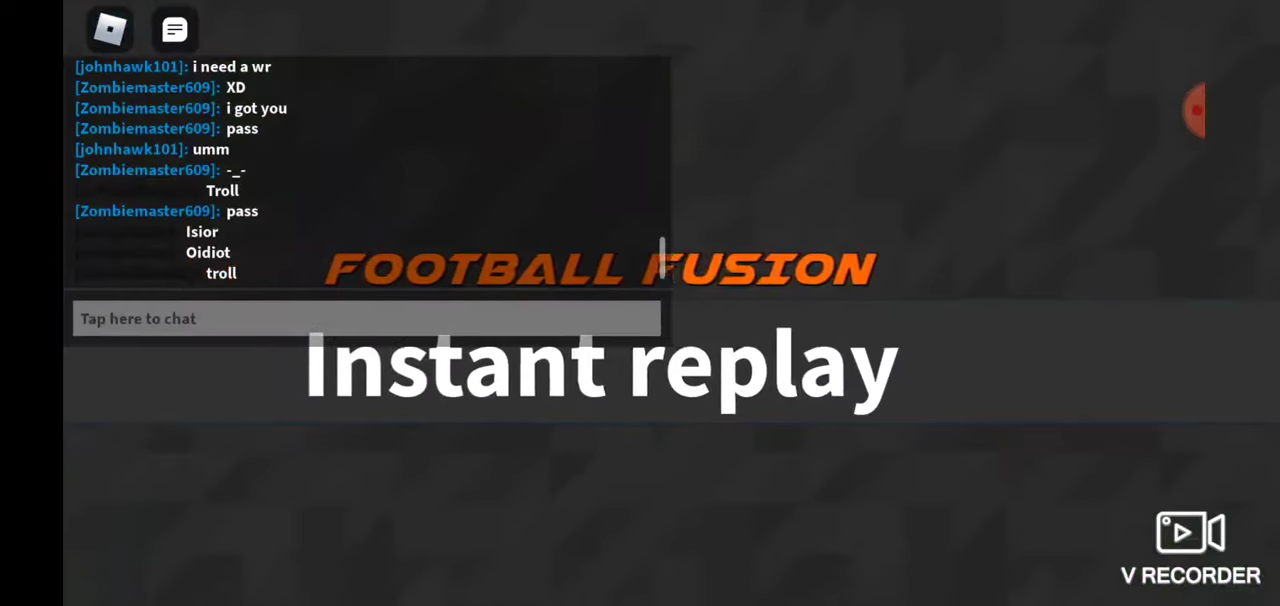 [johnhawk101]: i need a wr
[Zombiemaster609]: XD
[Zombiemaster609]: i got you
[Zombiemaster609]: pass
[johnhawk101]: umm
[Zombiemaster609]: -_-
Troll
[Zombiemaster609]: pass
Isior
Oidiot
troll
FOOTBALL FUSION
Tap here to chat
Instant replay
V RECORDER